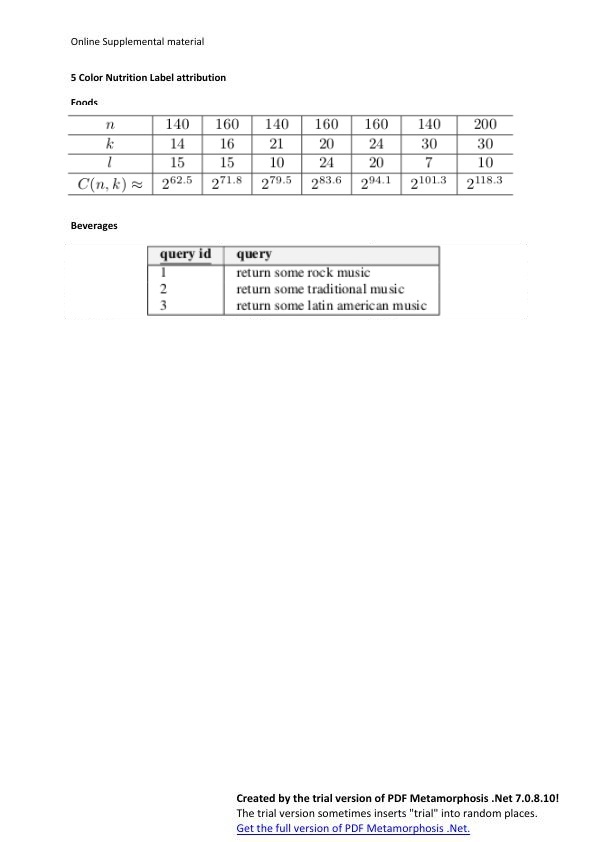 Online Supplemental material
5 Color Nutrition Label attribution
Foods
n 140 160 140 160 160 140 200
k 14 16 21 20 24 30 30
l 15 15 10 24 20 7 10
C(n, k) ≈ 2^62.5 2^71.8 2^79.5 2^83.6 2^94.1 2^101.3 2^118.3
Beverages
query id query
1 return some rock music
2 return some traditional music
3 return some latin american music
Created by the trial version of PDF Metamorphosis .Net 7.0.8.10!
The trial version sometimes inserts "trial" into random places.
Get the full version of PDF Metamorphosis .Net.